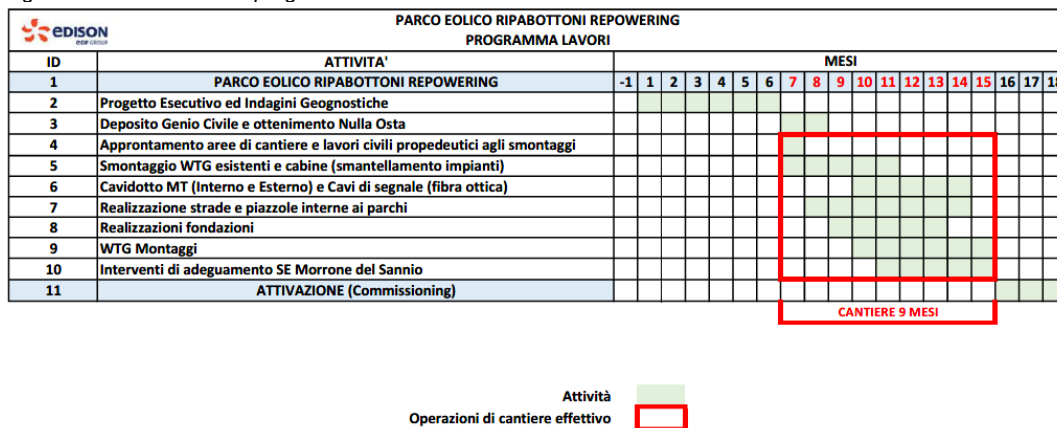 PARCO EOLICO RIPABOTTONI REPOWERING
EDISON
EDF GROUP
PROGRAMMA LAVORI
ID ATTIVITA' MESI
1 PARCO EOLICO RIPABOTTONI REPOWERING -1 1 2 3 4 5 6 7 8 9 10 11 12 13 14 15 16 17 18
2 Progetto Esecutivo ed Indagini Geognostiche
3 Deposito Genio Civile e ottenimento Nulla Osta
4 Approntamento aree di cantiere e lavori civili propedeutici agli smontaggi
5 Smontaggio WTG esistenti e cabine (smantellamento impianti)
6 Cavidotto MT (Interno e Esterno) e Cavi di segnale (fibra ottica)
7 Realizzazione strade e piazzole interne ai parchi
8 Realizzazioni fondazioni
9 WTG Montaggi
10 Interventi di adeguamento SE Morrone del Sannio
11 ATTIVAZIONE (Commissioning)
CANTIERE 9 MESI
Attività
Operazioni di cantiere effettivo